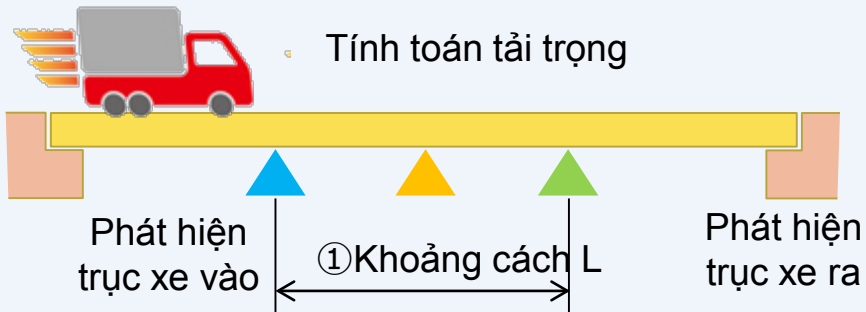 Tính toán tải trọng
Phát hiện
trục xe vào
①Khoảng cách L
Phát hiện
trục xe ra